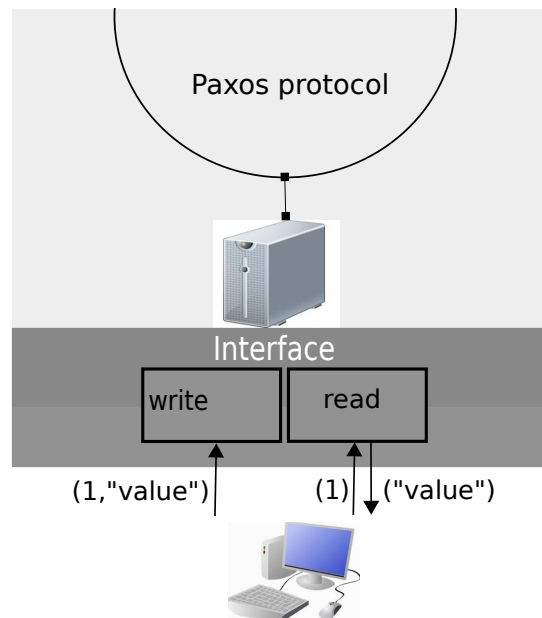 Paxos protocol
Interface
write
read
(1,"value")
(1)
("value")